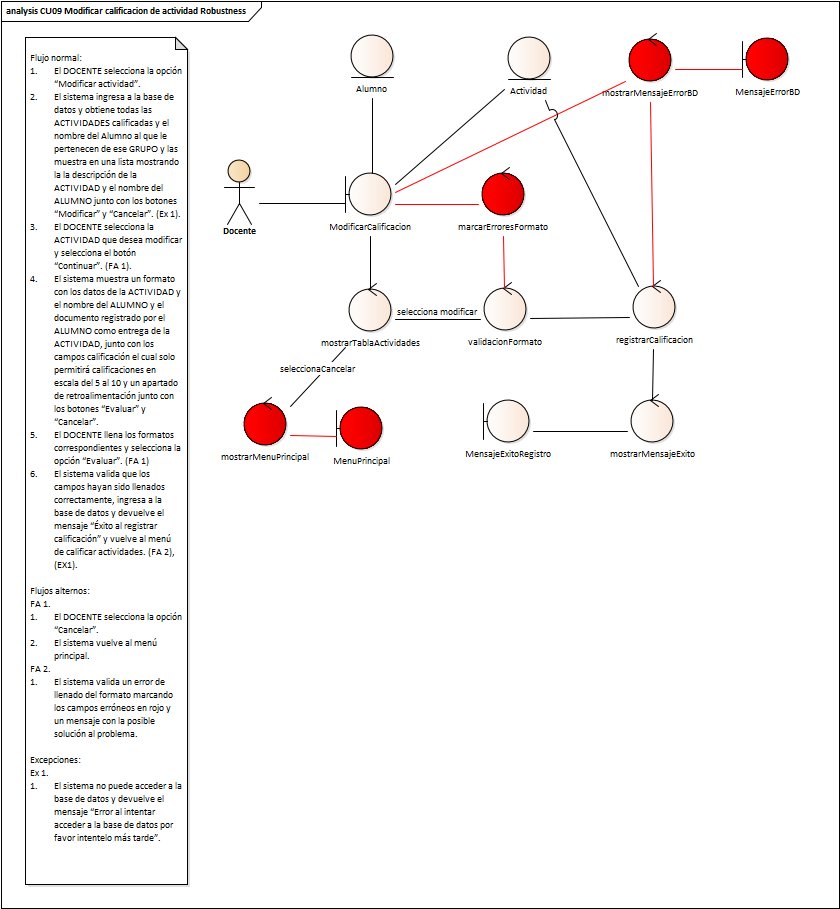 analysis CU09 Modificar calificacion de actividad Robustness
Flujo normal:
1. El DOCENTE selecciona la opción
“Modificar actividad”.
2. El sistema ingresa a la base de
datos y obtiene todas las
ACTIVIDADES calificadas y el
nombre del Alumno al que le
pertenecen de ese GRUPO y las
muestra en una lista mostrando
la la descripción de la
ACTIVIDAD y el nombre del
ALUMNO junto con los botones
“Modificar” y “Cancelar”. (Ex 1).
3. El DOCENTE selecciona la
ACTIVIDAD que desea modificar
y selecciona el botón
“Continuar”. (FA 1).
4. El sistema muestra un formato
con los datos de la ACTIVIDAD y
el nombre del ALUMNO y el
documento registrado por el
ALUMNO como entrega de la
ACTIVIDAD, junto con los
campos calificación el cual solo
permitirá calificaciones en
escala del 5 al 10 y un apartado
de retroalimentación junto con
los botones “Evaluar” y
“Cancelar”.
5. El DOCENTE llena los formatos
correspondientes y selecciona la
opción “Evaluar”. (FA 1)
6. El sistema valida que los
campos hayan sido llenados
correctamente, ingresa a la
base de datos y devuelve el
mensaje “Éxito al registrar
calificación” y vuelve al menú
de calificar actividades. (FA 2),
(EX1).
Flujos alternos:
FA 1.
1. El DOCENTE selecciona la opción
“Cancelar”.
2. El sistema vuelve al menú
principal.
FA 2.
1. El sistema valida un error de
llenado del formato marcando
los campos erróneos en rojo y
un mensaje con la posible
solución al problema.
Excepciones:
Ex 1.
1. El sistema no puede acceder a la
base de datos y devuelve el
mensaje “Error al intentar
acceder a la base de datos por
favor intentelo más tarde”.
Alumno
Actividad
mostrarMensajeErrorBD
MensajeErrorBD
Docente
ModificarCalificacion
marcarErroresFormato
selecciona modificar
mostrarTablaActividades
validacionFormato
registrarCalificacion
seleccionaCancelar
mostrarMenuPrincipal
MenuPrincipal
MensajeExitoRegistro
mostrarMensajeExito